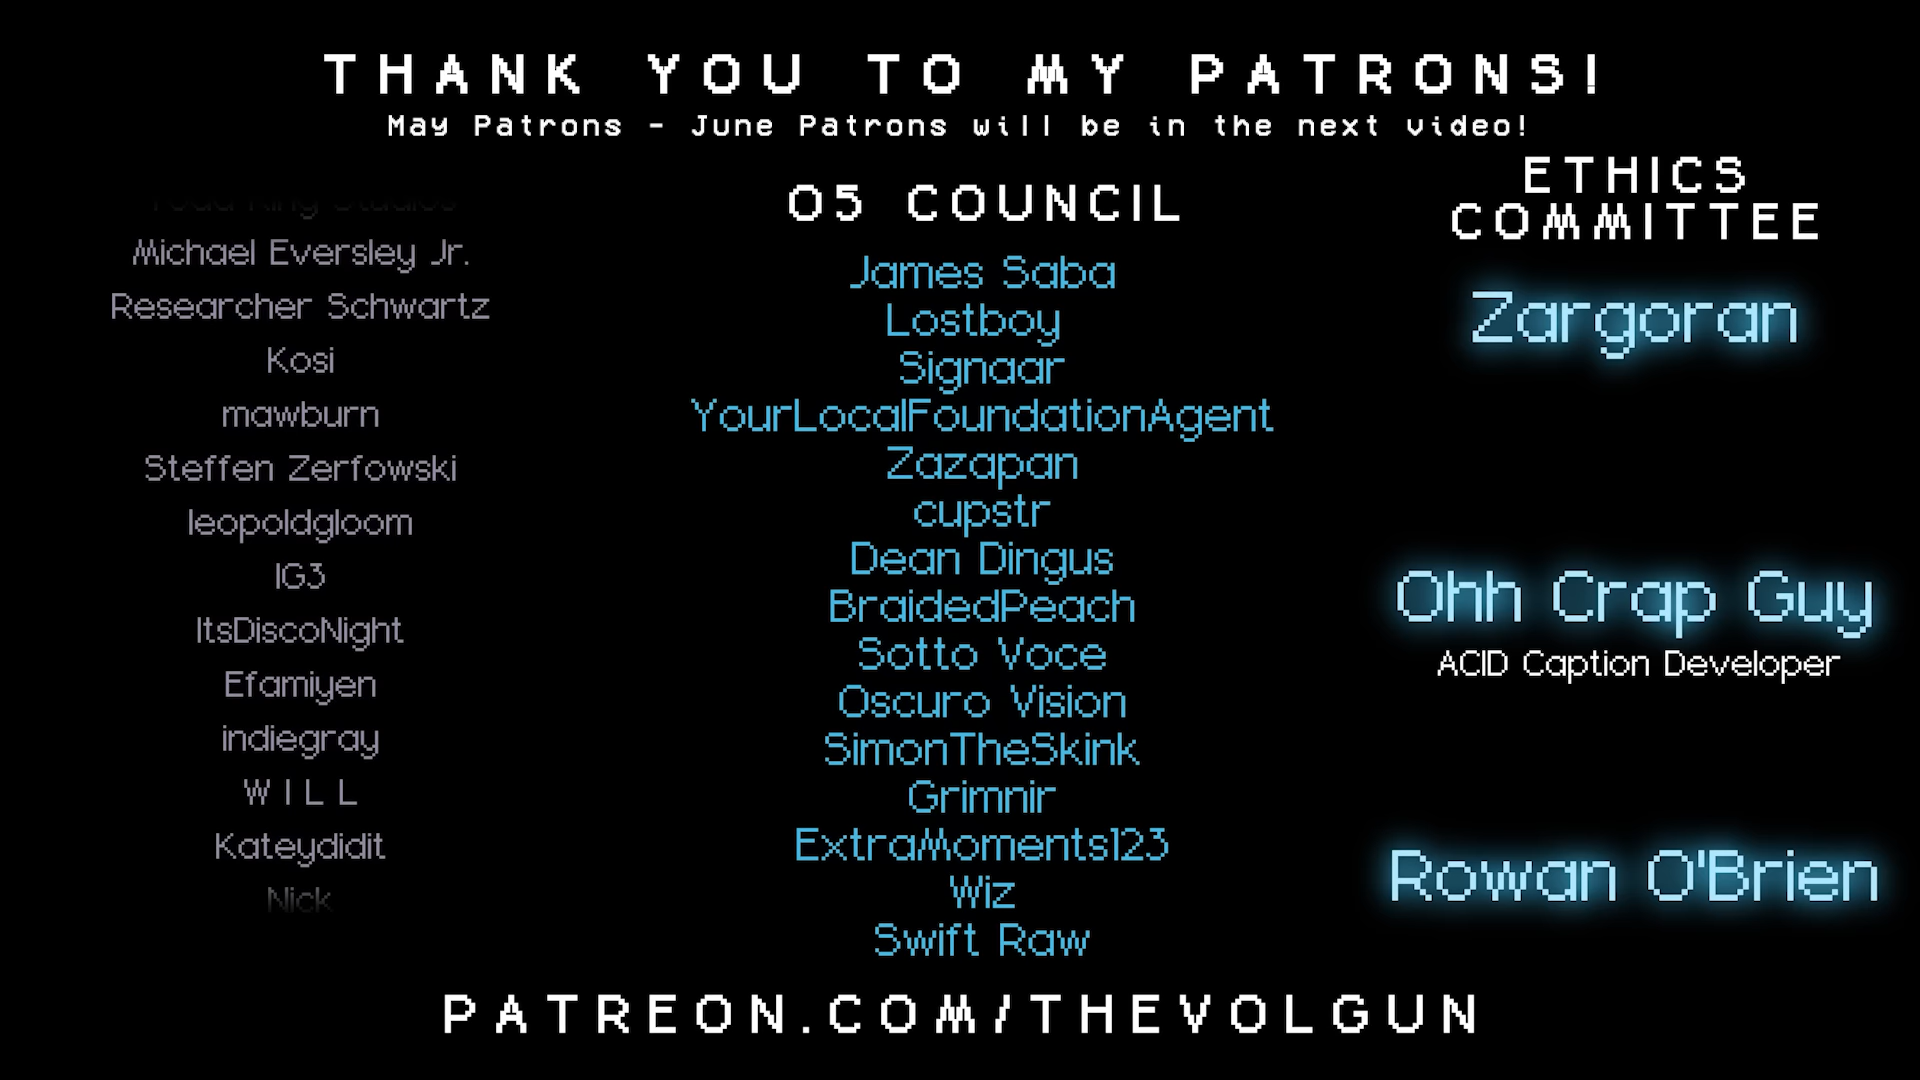 THANK YOU TO MY PATRONS!
May Patrons - June Patrons will be in the next video!
Michael Eversley Jr.
Researcher Schwartz
Kosi
mawburn
Steffen Zerfowski
leopoldgloom
IG3
ItsDiscoNight
Efamiyen
indiegray
W I L L
Kateydidit
Nick
O5 COUNCIL
James Saba
Lostboy
Signaar
YourLocalFoundationAgent
Zazapan
cupstr
Dean Dingus
BraidedPeach
Sotto Voce
Oscuro Vision
SimonTheSkink
Grimnir
ExtraMoments123
Wiz
Swift Raw
ETHICS
COMMITTEE
Zargoran
Ohh Crap Guy
ACID Caption Developer
Rowan O'Brien
PATREON.COM/THEVOLGUN